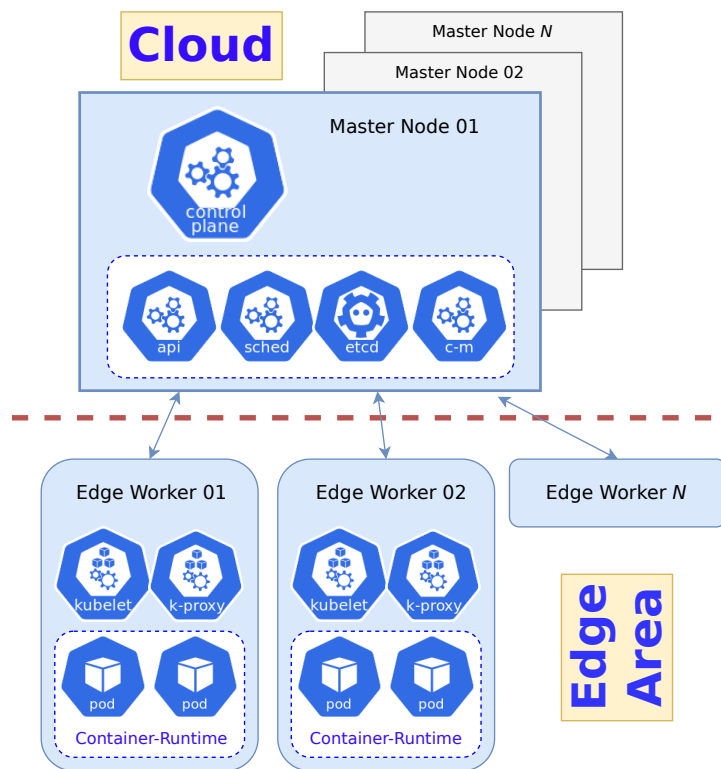 Cloud
Master Node N
Master Node 02
Master Node 01
control
plane
api
sched
etcd
c-m
Edge Worker 01
Edge Worker 02
Edge Worker N
kubelet
k-proxy
kubelet
k-proxy
pod
pod
pod
pod
Container-Runtime
Container-Runtime
Edge
Area